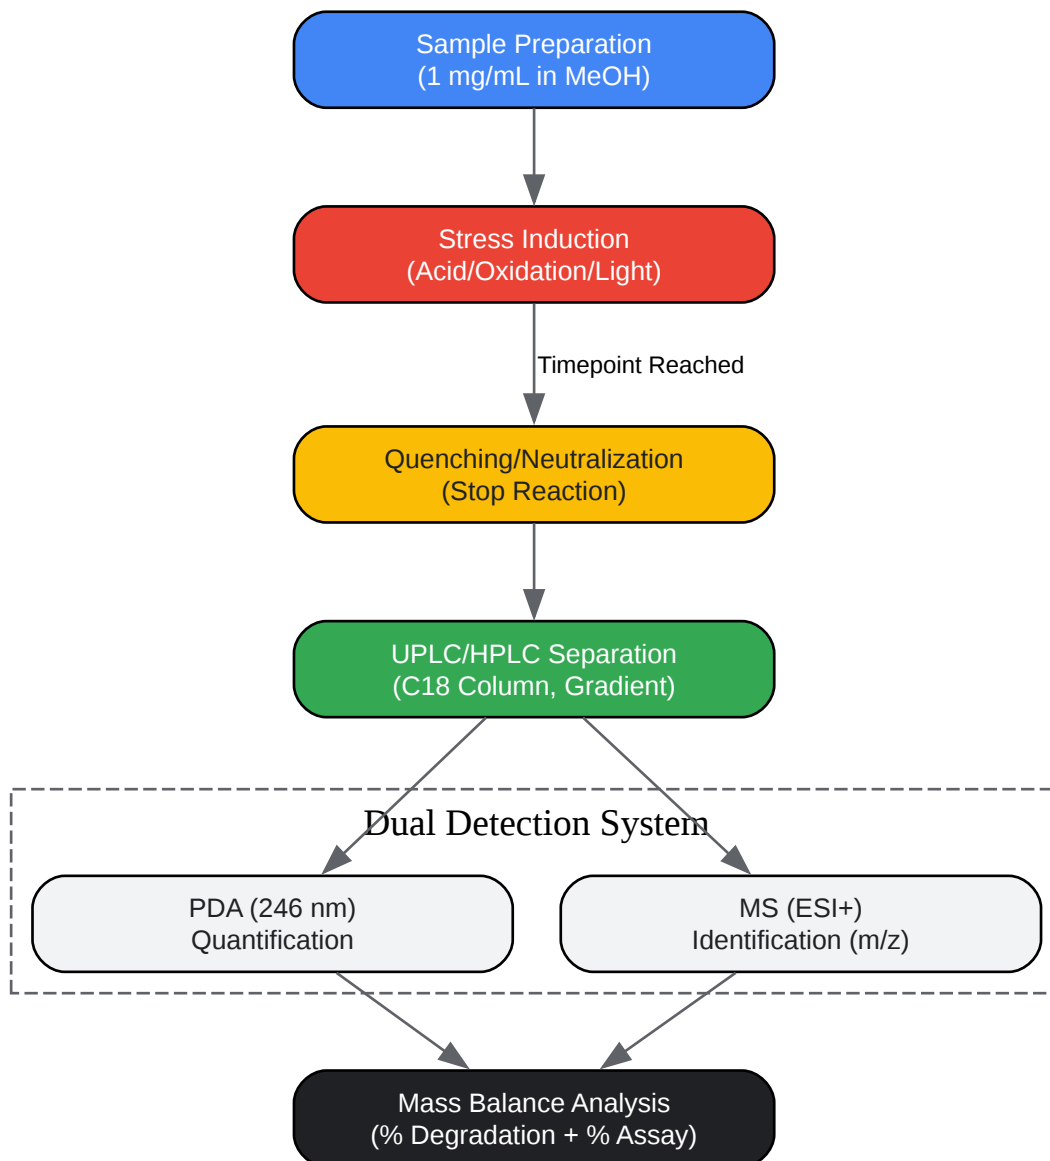 Sample Preparation
(1 mg/mL in MeOH)
Stress Induction
(Acid/Oxidation/Light)
Timepoint Reached
Quenching/Neutralization
(Stop Reaction)
UPLC/HPLC Separation
(C18 Column, Gradient)
Dual Detection System
PDA (246 nm)
Quantification
MS (ESI+)
Identification (m/z)
Mass Balance Analysis
(% Degradation + % Assay)